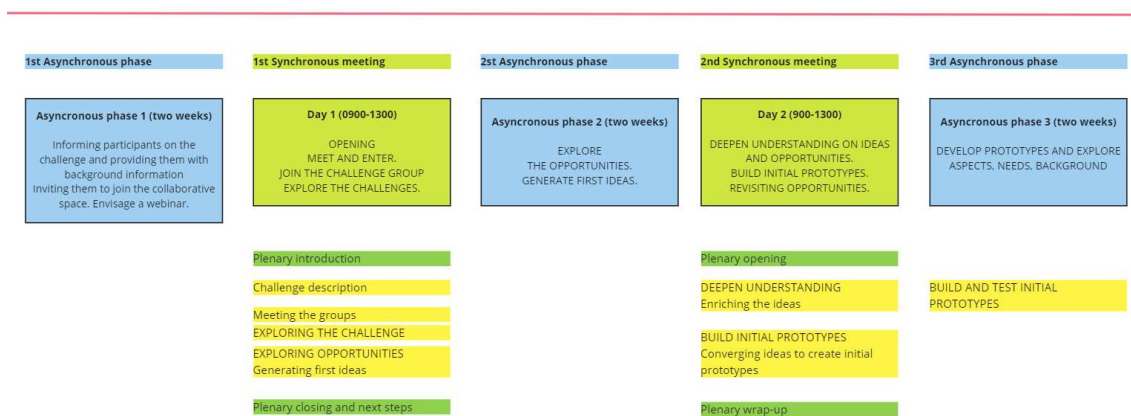 1st Asynchronous phase
1st Synchronous meeting
2st Asynchronous phase
2nd Synchronous meeting
3rd Asynchronous phase
Asyncronous phase 1 (two weeks)
Informing participants on the
challenge and providing them with
background information
Inviting them to join the collaborative
space. Envisage a webinar.
Day 1 (0900-1300)
OPENING
MEET AND ENTER.
JOIN THE CHALLENGE GROUP
EXPLORE THE CHALLENGES.
Asyncronous phase 2 (two weeks)
EXPLORE
THE OPPORTUNITIES.
GENERATE FIRST IDEAS.
Day 2 (900-1300)
DEEPEN UNDERSTANDING ON IDEAS
AND OPPORTUNITIES.
BUILD INITIAL PROTOTYPES.
REVISITING OPPORTUNITIES.
Asyncronous phase 3 (two weeks)
DEVELOP PROTOTYPES AND EXPLORE
ASPECTS, NEEDS, BACKGROUND
Plenary introduction
Challenge description
Meeting the groups
EXPLORING THE CHALLENGE
EXPLORING OPPORTUNITIES
Generating first ideas
Plenary closing and next steps
Plenary opening
DEEPEN UNDERSTANDING
Enriching the ideas
BUILD INITIAL PROTOTYPES
Converging ideas to create initial
prototypes
Plenary wrap-up
BUILD AND TEST INITIAL
PROTOTYPES